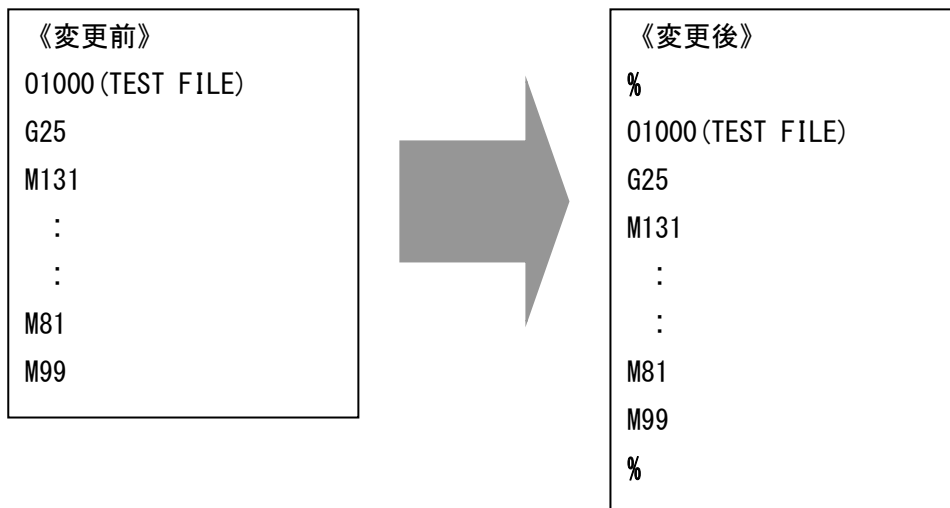 《変更前》
O1000(TEST FILE)
G25
M131
:
:
M81
M99
《変更後》
%
O1000(TEST FILE)
G25
M131
:
:
M81
M99
%